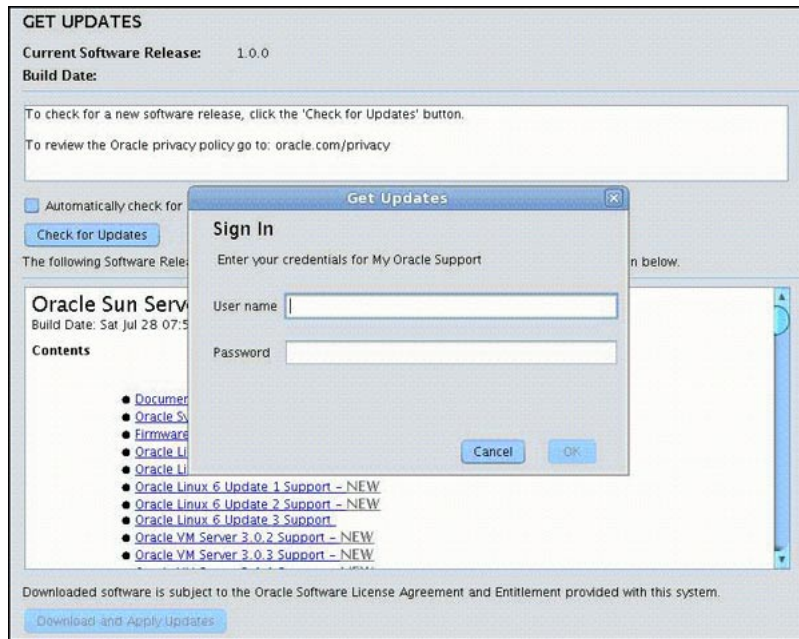 GET UPDATES
Current Software Release: 1.0.0
Build Date:
To check for a new software release, click the 'Check for Updates' button.
To review the Oracle privacy policy go to: oracle.com/privacy
Automatically check for
Check for Updates
The following Software n below.
Get Updates
Sign In
Enter your credentials for My Oracle Support
User name
Password
Cancel
OK
Oracle Sun
Build Date: Sat Jul 28
Contents
Oracle
Firmware
Oracle
Oracle
Oracle Linux 6 Update 1 Support – NEW
Oracle Linux 6 Update 2 Support – NEW
Oracle Linux 6 Update 3 Support
Oracle VM Server 3.0.2 Support – NEW
Oracle VM Server 3.0.3 Support – NEW
Downloaded software is subject to the Oracle Software License Agreement and Entitlement provided with this system.
Download and Apply Updates